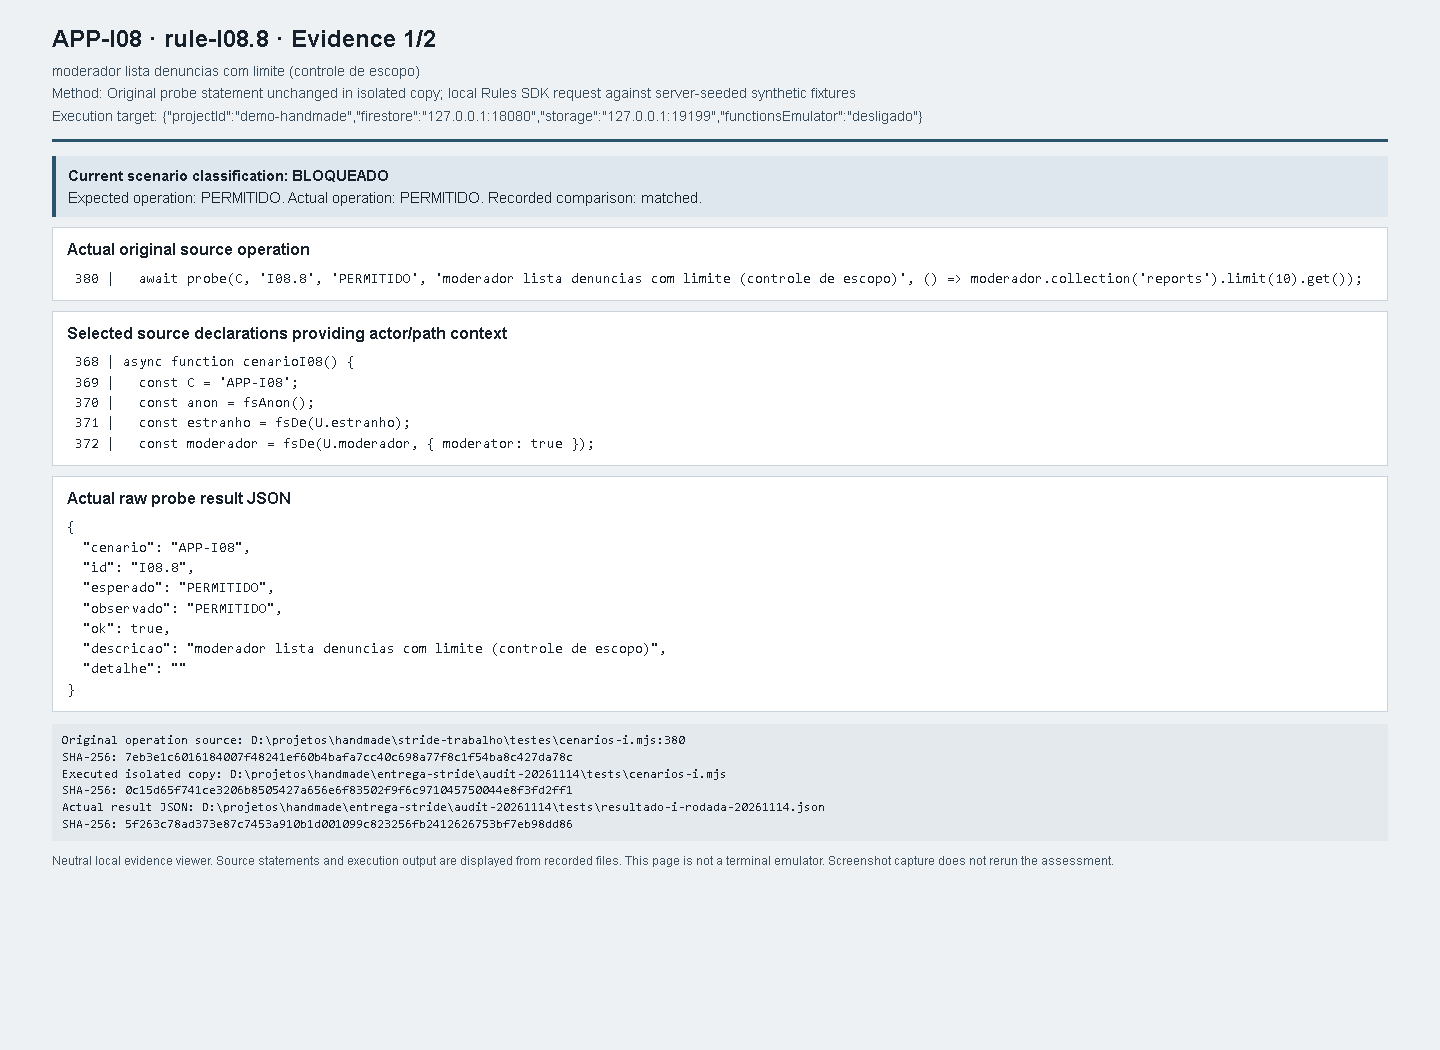 APP-I08 · rule-I08.8 · Evidence 1/2
moderador lista denuncias com limite (controle de escopo)
Method: Original probe statement unchanged in isolated copy; local Rules SDK request against server-seeded synthetic fixtures
Execution target: {"projectId":"demo-handmade","firestore":"127.0.0.1:18080","storage":"127.0.0.1:19199","functionsEmulator":"desligado"}
Current scenario classification: BLOQUEADO
Expected operation: PERMITIDO. Actual operation: PERMITIDO. Recorded comparison: matched.
Actual original source operation
380 |   await probe(C, 'I08.8', 'PERMITIDO', 'moderador lista denuncias com limite (controle de escopo)', () => moderador.collection('reports').limit(10).get());
Selected source declarations providing actor/path context
368 | async function cenarioI08() {
369 |   const C = 'APP-I08';
370 |   const anon = fsAnon();
371 |   const estranho = fsDe(U.estranho);
372 |   const moderador = fsDe(U.moderador, { moderator: true });
Actual raw probe result JSON
{
  "cenario": "APP-I08",
  "id": "I08.8",
  "esperado": "PERMITIDO",
  "observado": "PERMITIDO",
  "ok": true,
  "descricao": "moderador lista denuncias com limite (controle de escopo)",
  "detalhe": ""
}
Original operation source: D:\projetos\handmade\stride-trabalho\testes\cenarios-i.mjs:380
SHA-256: 7eb3e1c6016184007f48241ef60b4bafa7cc40c698a77f8c1f54ba8c427da78c
Executed isolated copy: D:\projetos\handmade\entrega-stride\audit-20261114\tests\cenarios-i.mjs
SHA-256: 0c15d65f741ce3206b8505427a656e6f83502f9f6c971045750044e8f3fd2ff1
Actual result JSON: D:\projetos\handmade\entrega-stride\audit-20261114\tests\resultado-i-rodada-20261114.json
SHA-256: 5f263c78ad373e87c7453a910b1d001099c823256fb2412626753bf7eb98dd86
Neutral local evidence viewer. Source statements and execution output are displayed from recorded files. This page is not a terminal emulator. Screenshot capture does not rerun the assessment.